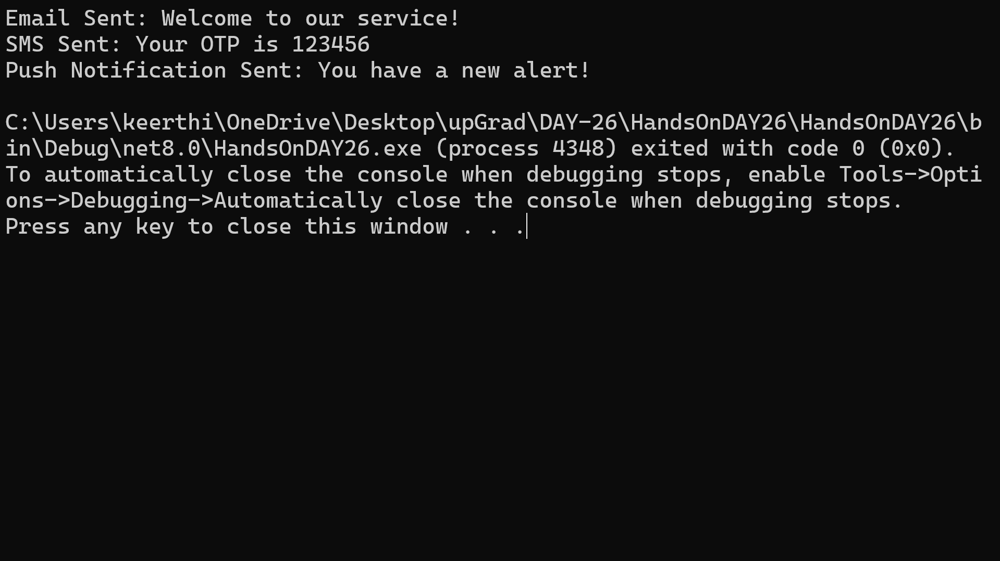 Email Sent: Welcome to our service!
SMS Sent: Your OTP is 123456
Push Notification Sent: You have a new alert!
C:\Users\keerthi\OneDrive\Desktop\upGrad\DAY-26\HandsOnDAY26\HandsOnDAY26\b
in\Debug\net8.0\HandsOnDAY26.exe (process 4348) exited with code 0 (0x0).
To automatically close the console when debugging stops, enable Tools->Opti
ons->Debugging->Automatically close the console when debugging stops.
Press any key to close this window . . .